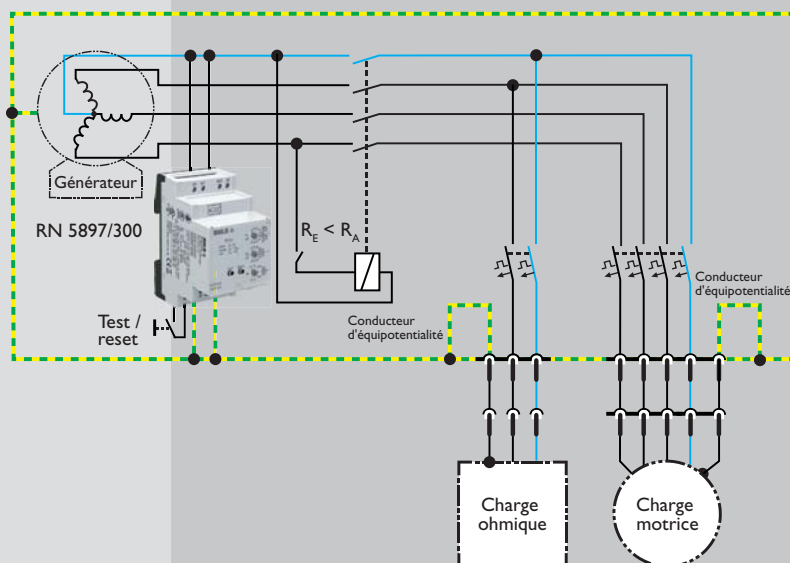 Générateur
RN 5897/300
R_E < R_A
Test /
reset
Conducteur
d'équipotentialité
Conducteur
d'équipotentialité
Charge
ohmique
Charge
motrice